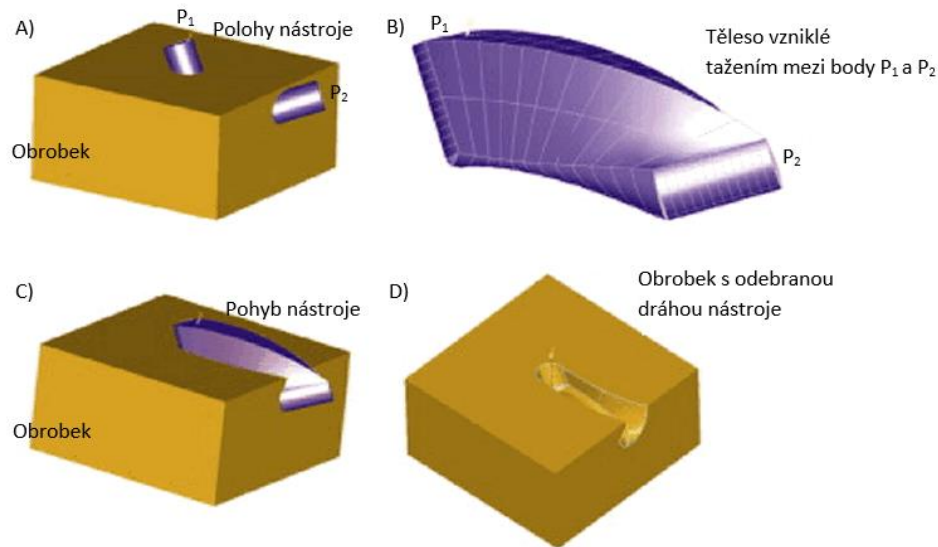 A)
P₁
Polohy nástroje
P₂
Obrobek
B)
P₁
Těleso vzniklé
tažením mezi body P₁ a P₂
P₂
C)
Pohyb nástroje
Obrobek
D)
Obrobek s odebranou
dráhou nástroje